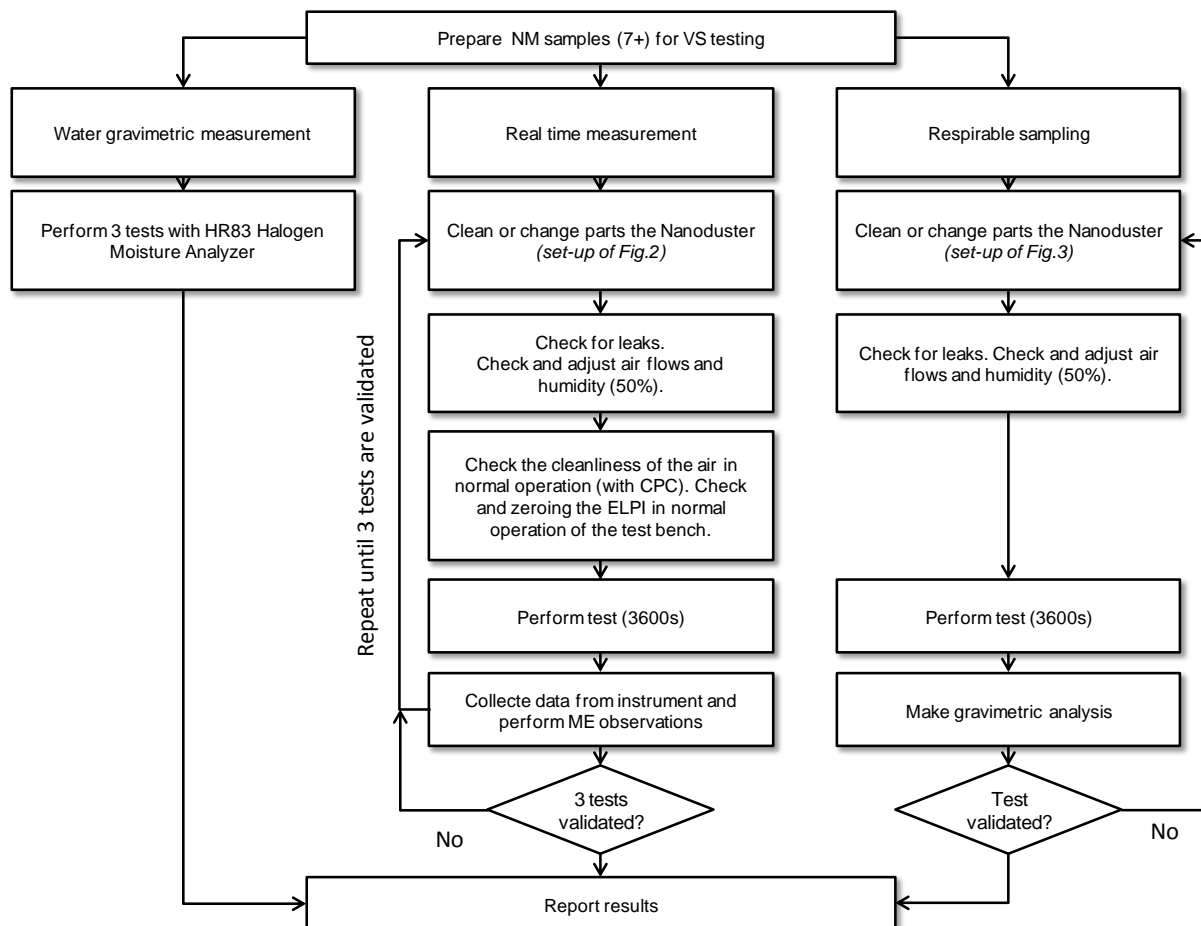 Prepare NM samples (7+) for VS testing
Water gravimetric measurement
Real time measurement
Respirable sampling
Perform 3 tests with HR83 Halogen
Moisture Analyzer
Clean or change parts the Nanoduster
(set-up of Fig.2)
Clean or change parts the Nanoduster
(set-up of Fig.3)
Repeat until 3 tests are validated
Check for leaks.
Check and adjust air flows and
humidity (50%).
Check for leaks. Check and adjust air
flows and humidity (50%).
Check the cleanliness of the air in
normal operation (with CPC). Check
and zeroing the ELPI in normal
operation of the test bench.
Perform test (3600s)
Perform test (3600s)
Collecte data from instrument and
perform ME observations
Make gravimetric analysis
3 tests
validated?
No
Test
validated?
No
Report results